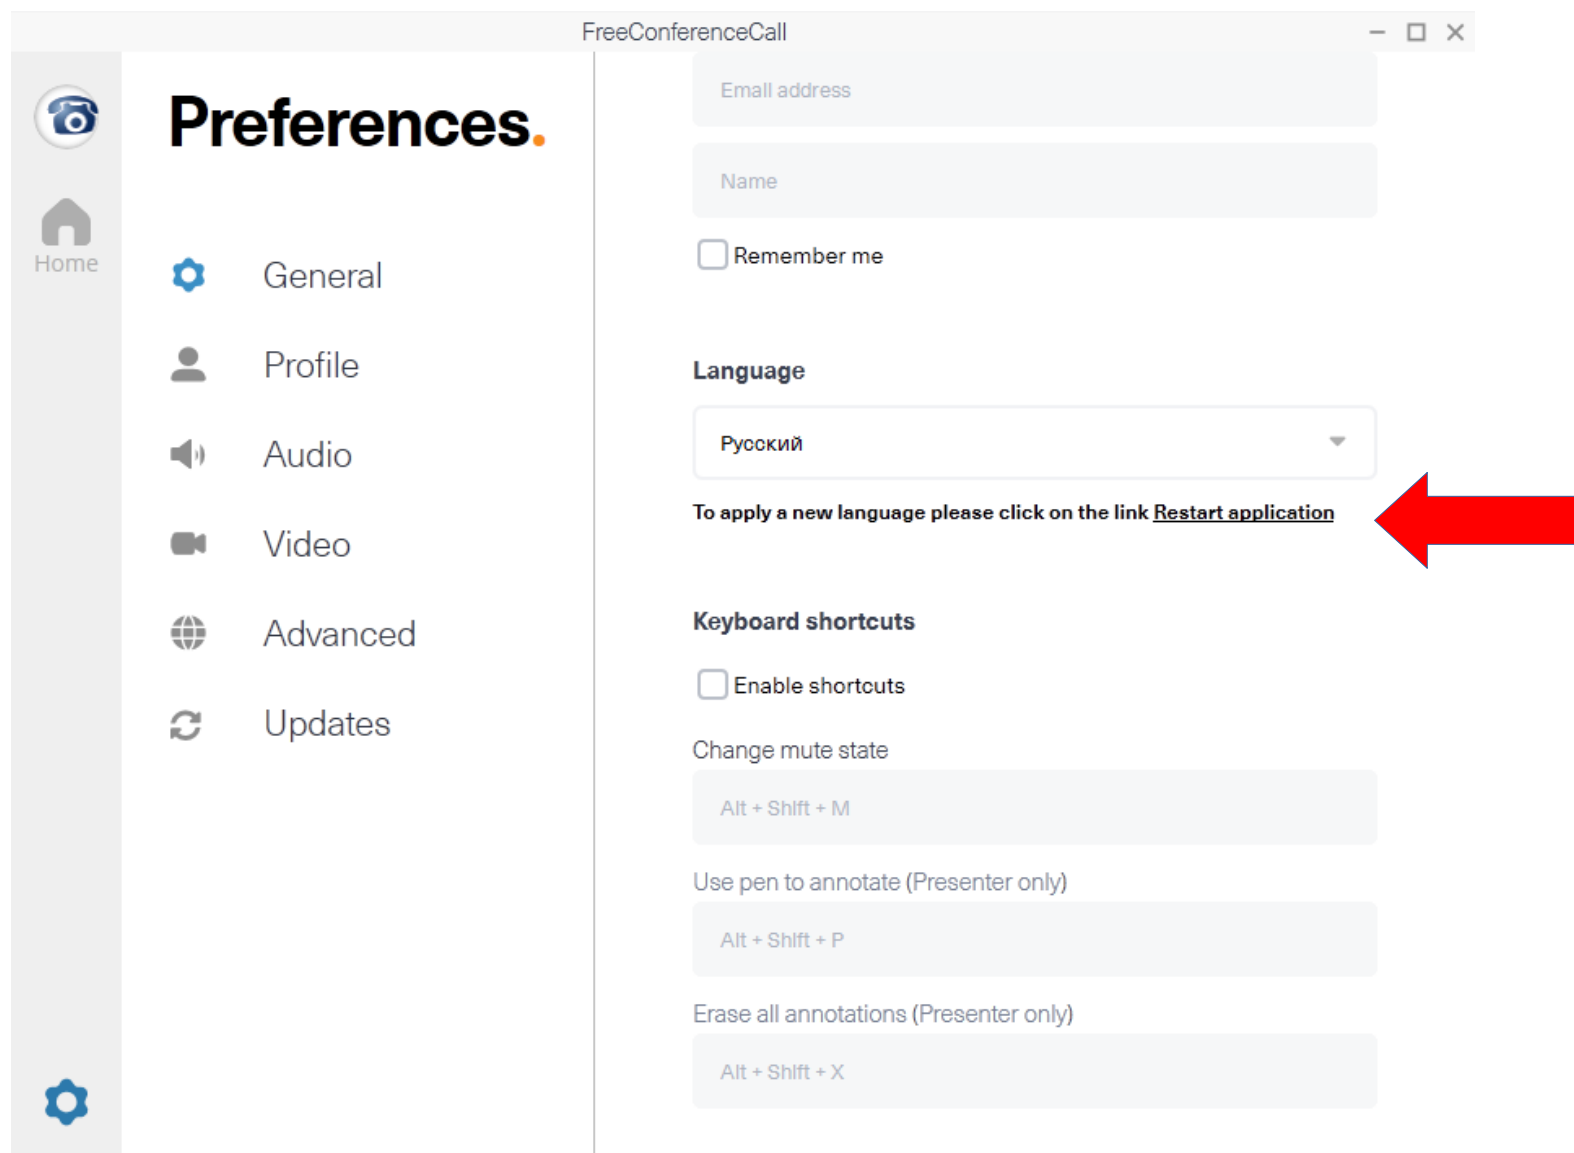 FreeConferenceCall
Home
Preferences.
General
Profile
Audio
Video
Advanced
Updates
Email address
Name
Remember me
Language
Русский
To apply a new language please click on the link Restart application
Keyboard shortcuts
Enable shortcuts
Change mute state
Alt + Shift + M
Use pen to annotate (Presenter only)
Alt + Shift + P
Erase all annotations (Presenter only)
Alt + Shift + X